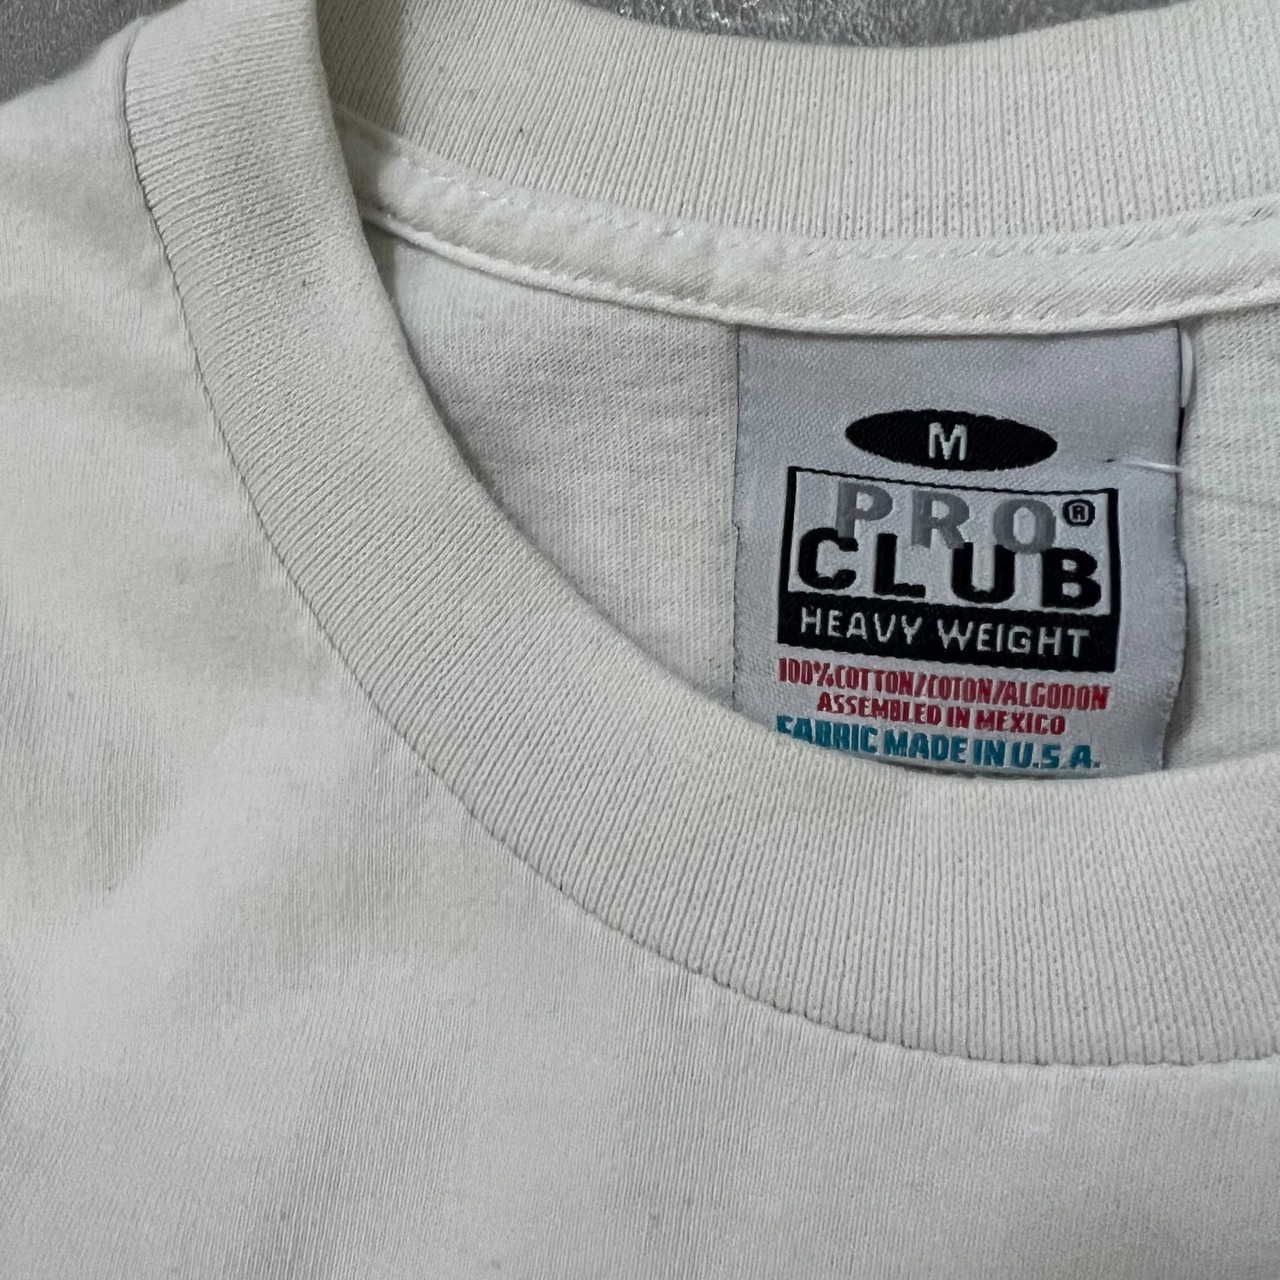 M
PRO®
CLUB
HEAVY WEIGHT
100%COTTON/COTON/ALGODON
ASSEMBLED IN MEXICO
FABRIC MADE IN U.S.A.